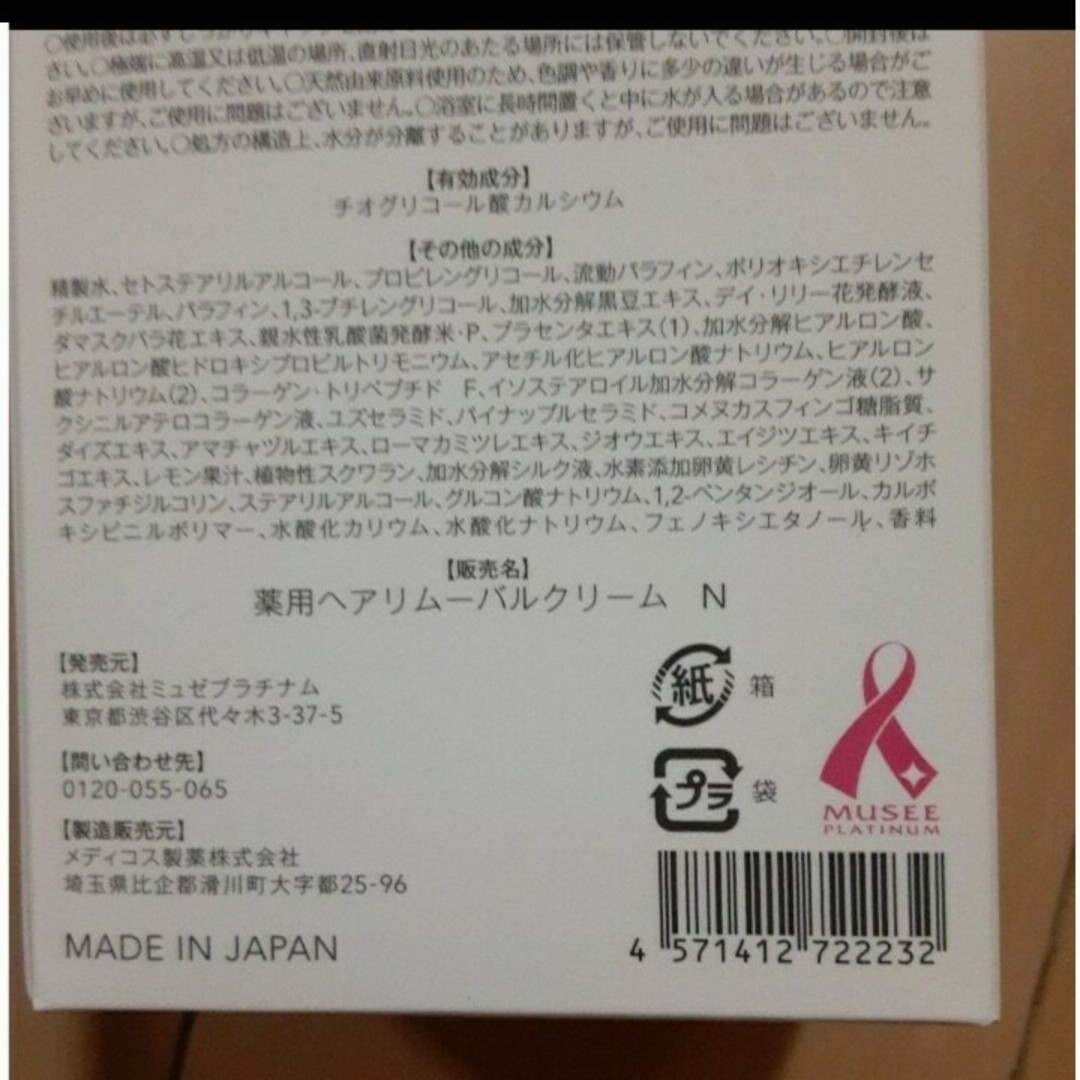 さい。○極端に高温又は低温の場所、直射日光のあたる場所には保管しないでください。○開封後は
お早めに使用してください。○天然由来原料使用のため、色調や香りに多少の違いが生じる場合がご
ざいますが、ご使用に問題はございません。○浴室に長時間置くと中に水が入る場合があるので注意
してください。○処方の構造上、水分が分離することがありますが、ご使用に問題はございません。
【有効成分】
チオグリコール酸カルシウム
【その他の成分】
精製水、セトステアリルアルコール、プロピレングリコール、流動パラフィン、ポリオキシエチレンセ
チルエーテル、パラフィン、1,3-ブチレングリコール、加水分解黒豆エキス、デイ・リリー花発酵液、
ダマスクバラ花エキス、親水性乳酸菌発酵米・P、プラセンタエキス(1)、加水分解ヒアルロン酸、
ヒアルロン酸ヒドロキシプロピルトリモニウム、アセチル化ヒアルロン酸ナトリウム、ヒアルロン
酸ナトリウム(2)、コラーゲン・トリペプチド F、イソステアロイル加水分解コラーゲン液(2)、サ
クシニルアテロコラーゲン液、ユズセラミド、パイナップルセラミド、コメヌカスフィンゴ糖脂質、
ダイズエキス、アマチャヅルエキス、ローマカミツレエキス、ジオウエキス、エイジツエキス、キイチ
ゴエキス、レモン果汁、植物性スクワラン、加水分解シルク液、水素添加卵黄レシチン、卵黄リゾホ
スファチジルコリン、ステアリルアルコール、グルコン酸ナトリウム、1,2-ペンタンジオール、カルボ
キシビニルポリマー、水酸化カリウム、水酸化ナトリウム、フェノキシエタノール、香料
【販売名】
薬用ヘアリムーバルクリーム N
【発売元】
株式会社ミュゼプラチナム
東京都渋谷区代々木3-37-5
【問い合わせ先】
0120-055-065
【製造販売元】
メディコス製薬株式会社
埼玉県比企郡滑川町大字都25-96
MADE IN JAPAN
紙 箱
プラ 袋
MUSEE
PLATINUM
4 571412 722232